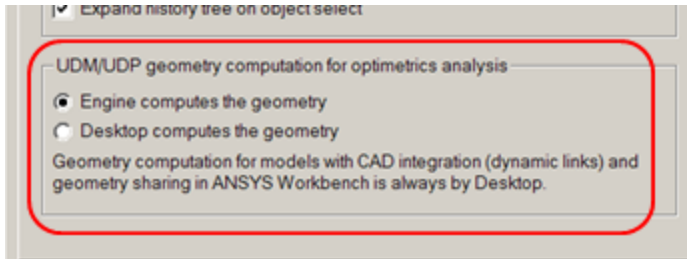 Expand history tree on object select
UDM/UDP geometry computation for optimetrics analysis
Engine computes the geometry
Desktop computes the geometry
Geometry computation for models with CAD integration (dynamic links) and
geometry sharing in ANSYS Workbench is always by Desktop.